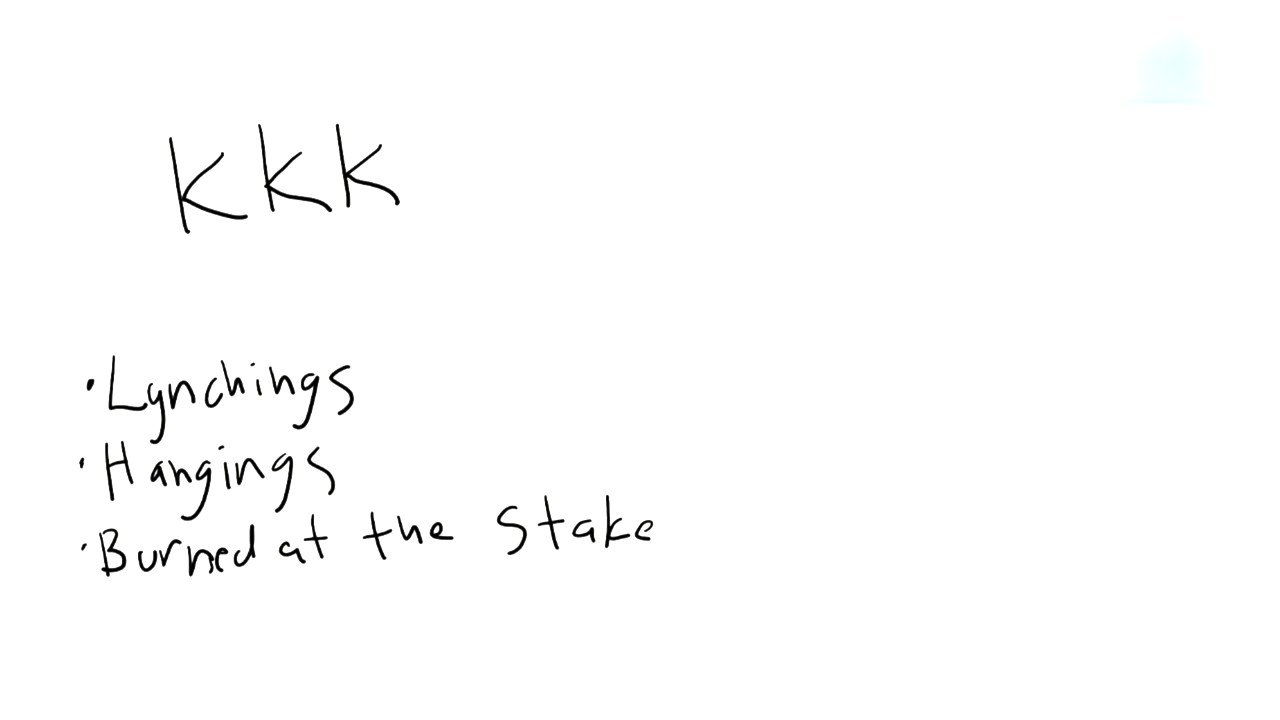 KKK
· Lynchings
· Hangings
· Burned at the Stake